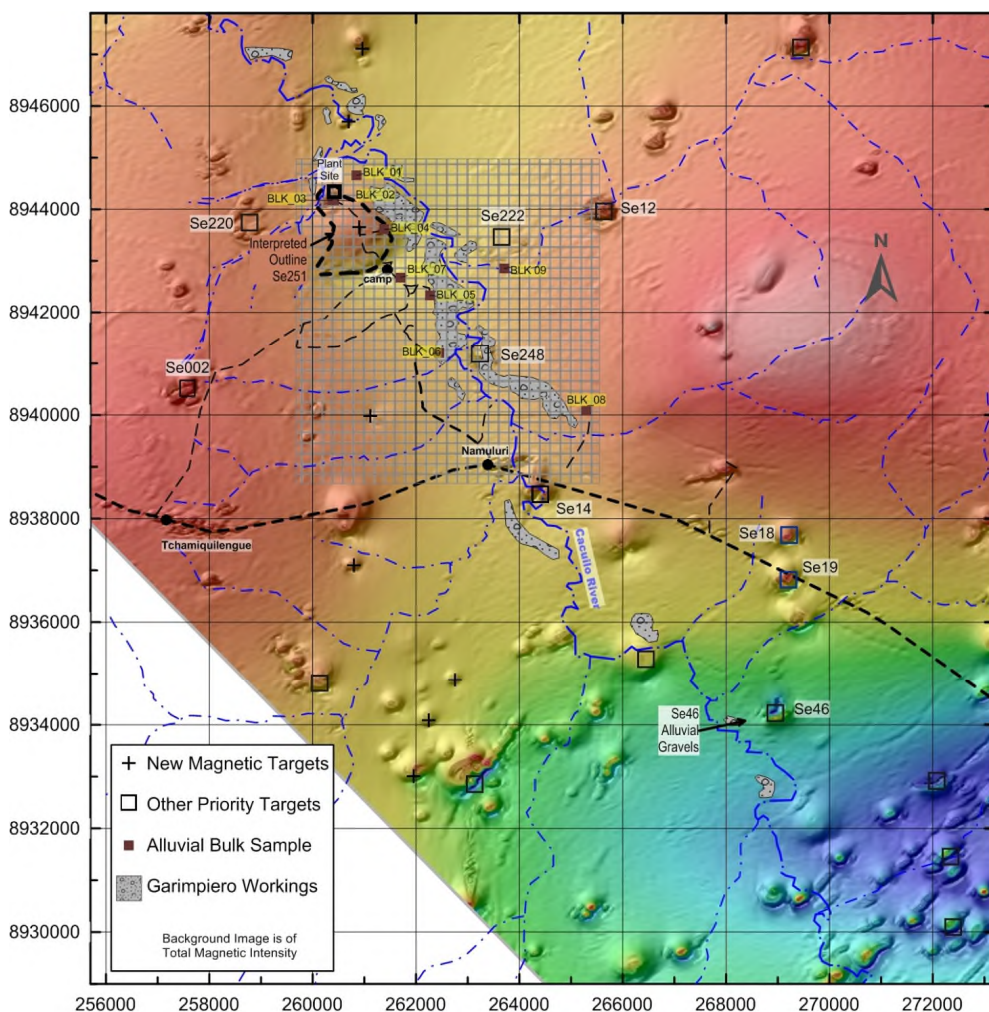 8946000
8944000
8942000
8940000
8938000
8936000
8934000
8932000
8930000
Plant
Site
BLK_01
BLK_03
BLK_02
BLK_04
Se220
Interpreted
Outline
Se251
Se222
Se12
N
BLK_07
BLK_09
camp
BLK_05
BLK_06
Se248
Se002
BLK_08
Namuluri
Se14
Tchamiquilengue
Cacuilo River
Se18
Se19
Se46
Se46
Alluvial
Gravels
New Magnetic Targets
Other Priority Targets
Alluvial Bulk Sample
Garimpiero Workings
Background Image is of
Total Magnetic Intensity
256000 258000 260000 262000 264000 266000 268000 270000 272000